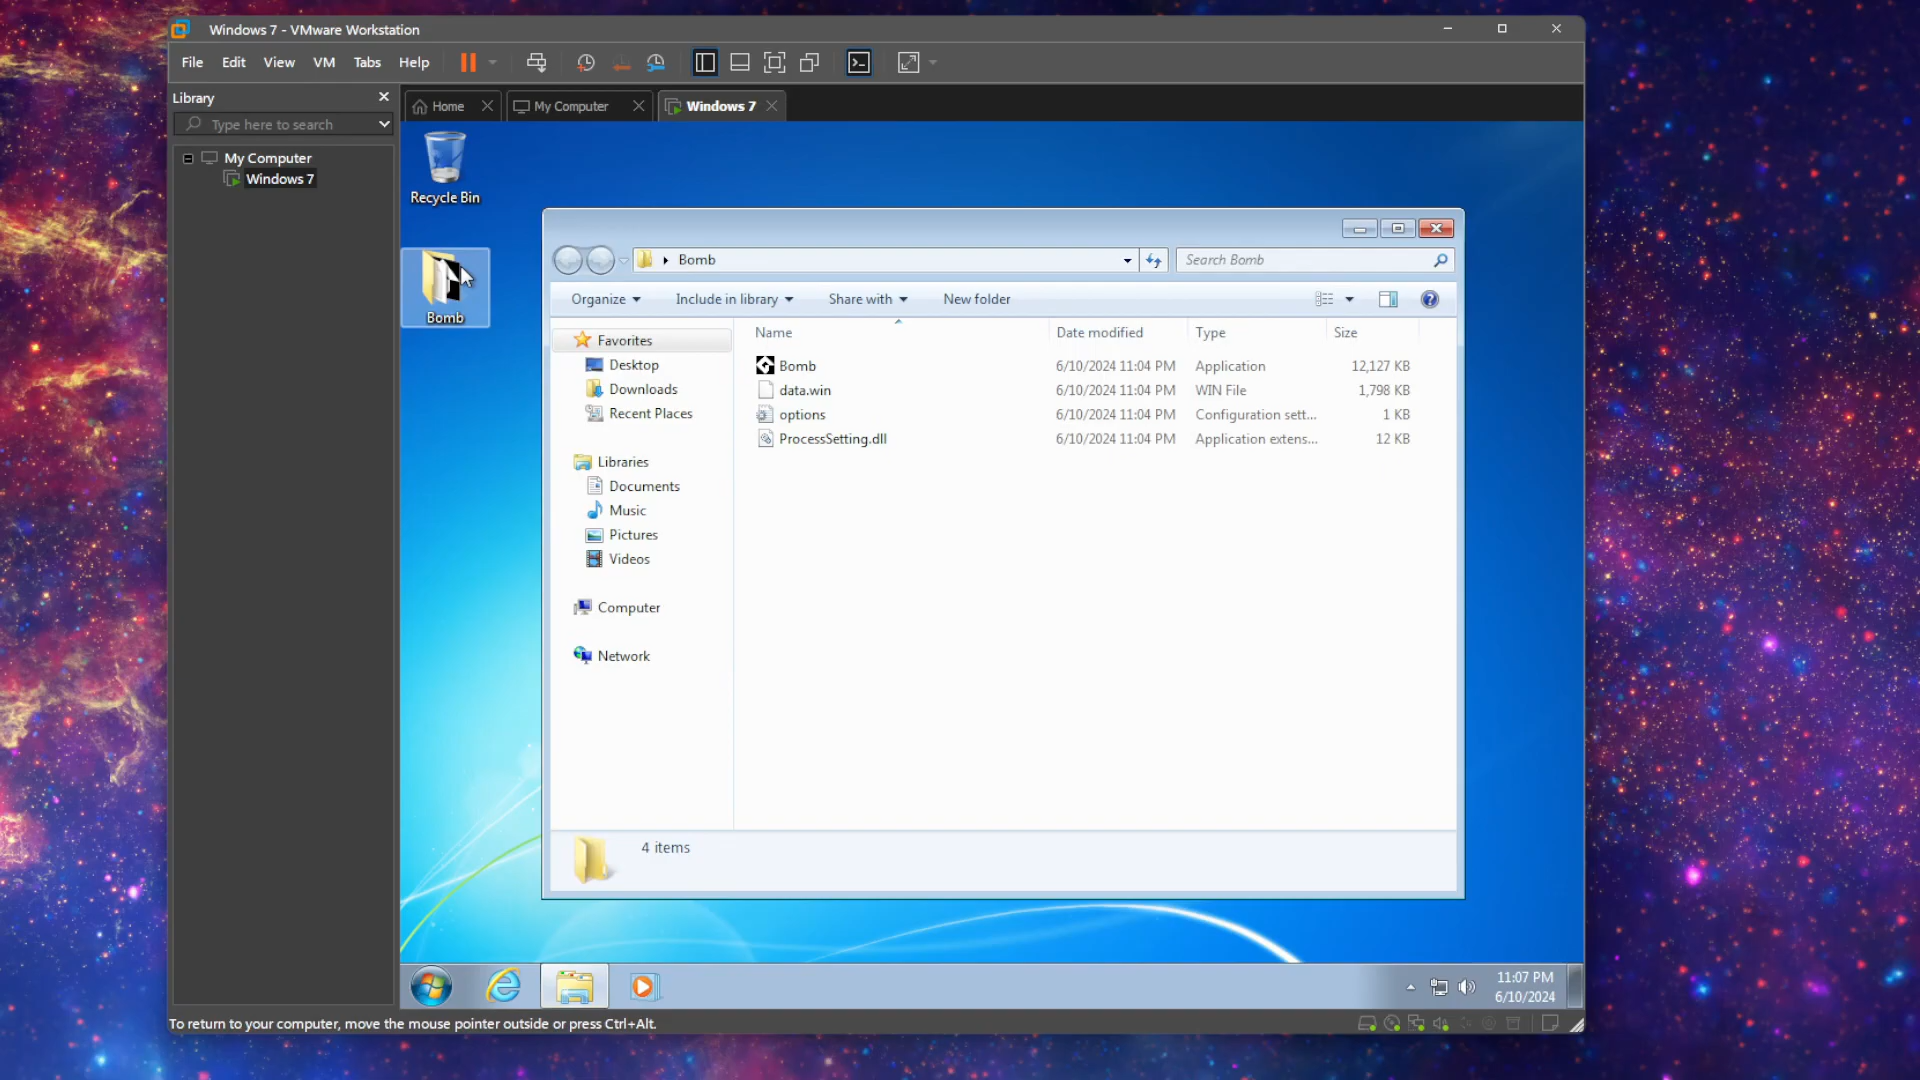 Windows 7 - VMware Workstation
File Edit View VM Tabs Help
Library
Home My Computer Windows 7
Type here to search
My Computer
Windows 7
Recycle Bin
Bomb
Bomb
Search Bomb
Organize Include in library Share with New folder
Name Date modified Type Size
Favorites
Desktop
Downloads
Recent Places
Libraries
Documents
Music
Pictures
Videos
Computer
Network
Bomb 6/10/2024 11:04 PM Application 12,127 KB
data.win 6/10/2024 11:04 PM WIN File 1,798 KB
options 6/10/2024 11:04 PM Configuration sett... 1 KB
ProcessSetting.dll 6/10/2024 11:04 PM Application extens... 12 KB
4 items
11:07 PM
6/10/2024
To return to your computer, move the mouse pointer outside or press Ctrl+Alt.